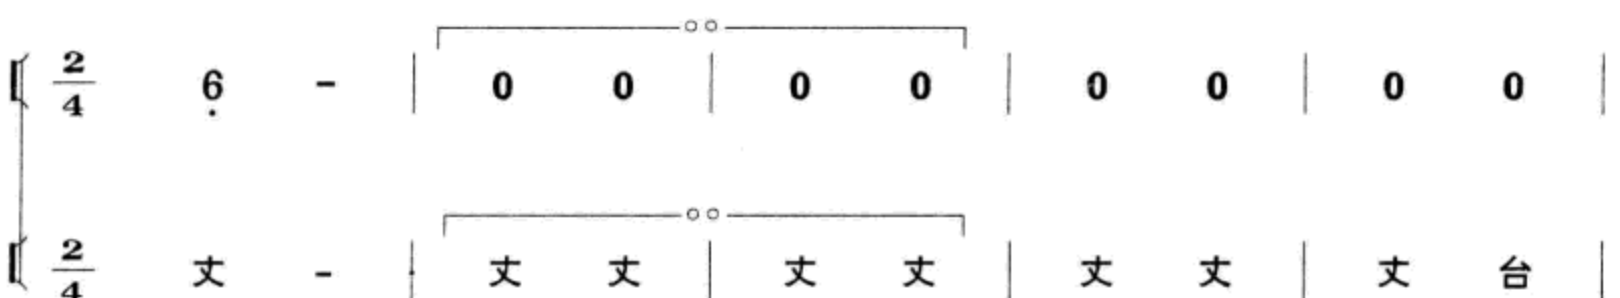 2/4 6̣ - | 0 0 | 0 0 | 0 0 | 0 0 |
2/4 丈 - | 丈 丈 | 丈 丈 | 丈 丈 | 丈 台 |